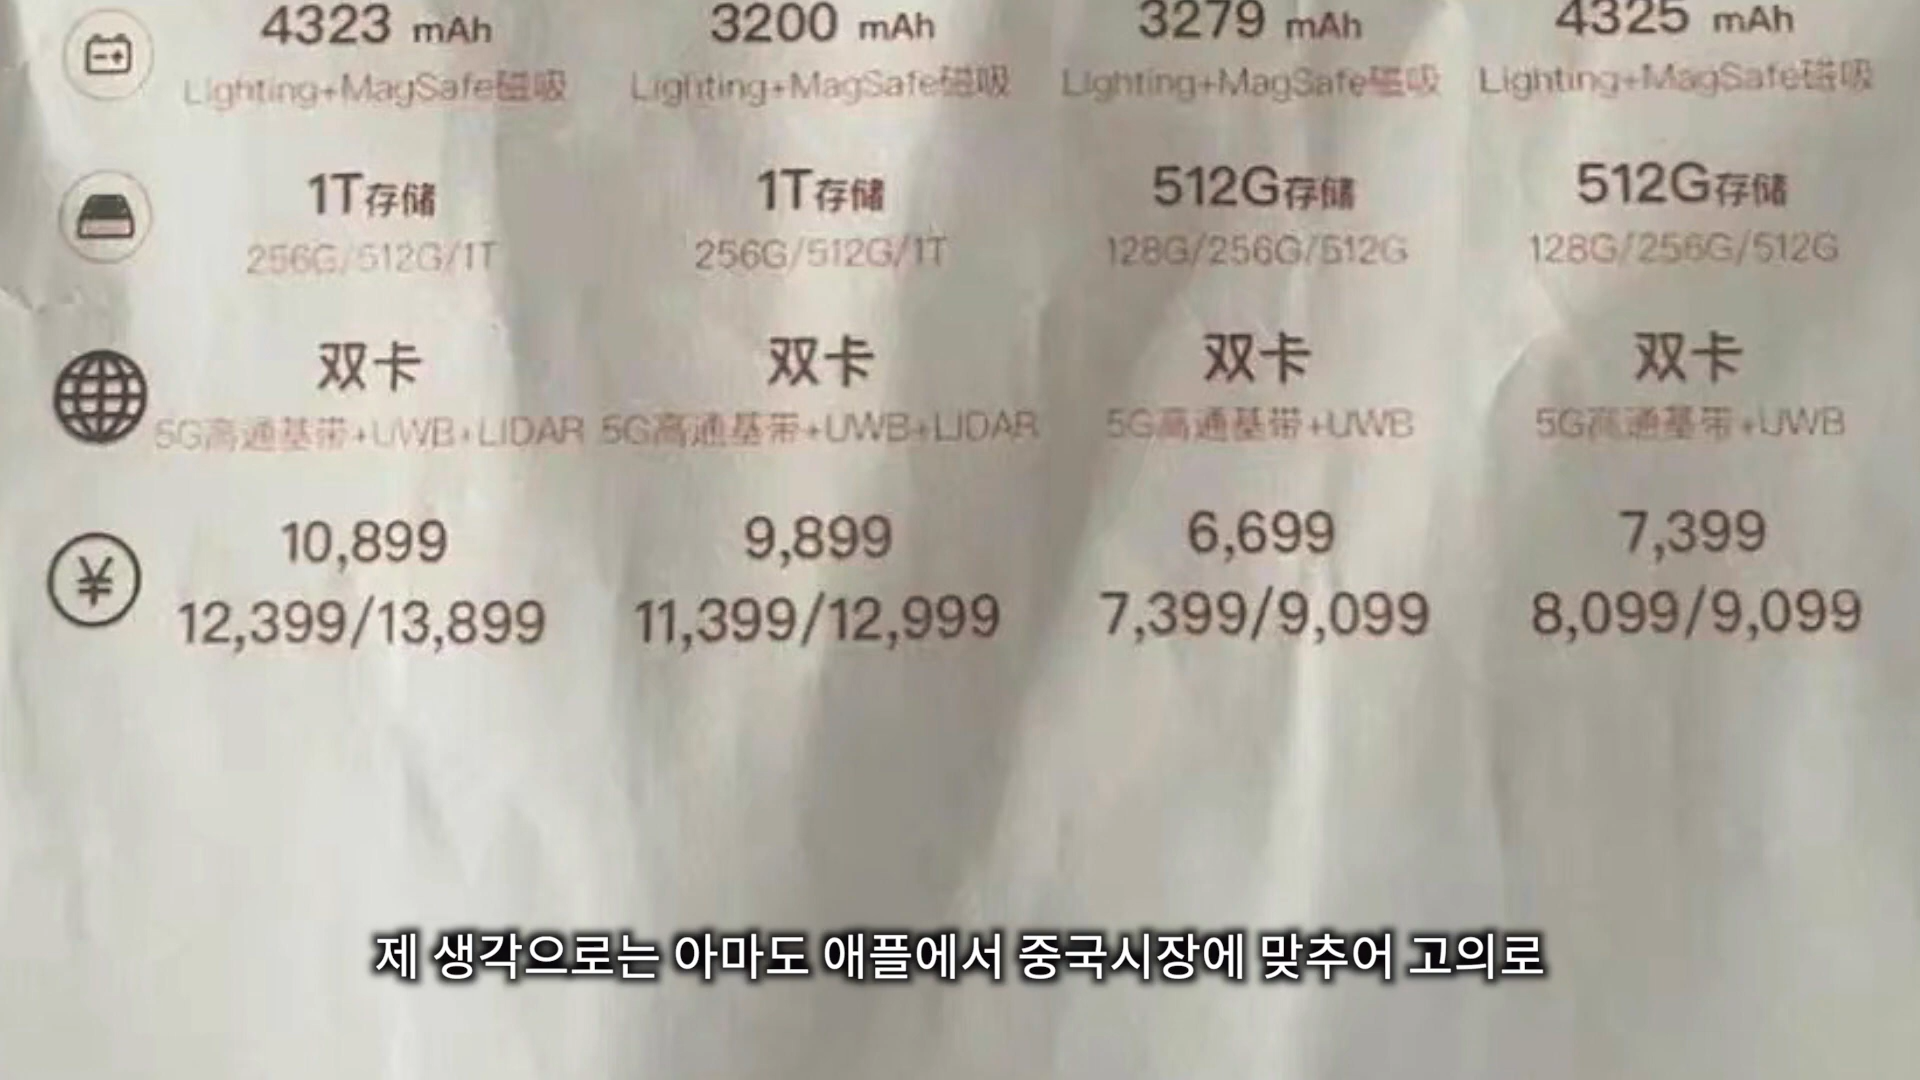 4323 mAh 3200 mAh 3279 mAh 4325 mAh
Lighting+MagSafe磁吸 Lighting+MagSafe磁吸 Lighting+MagSafe磁吸 Lighting+MagSafe磁吸
1T存储 1T存储 512G存储 512G存储
256G/512G/1T 256G/512G/1T 128G/256G/512G 128G/256G/512G
双卡 双卡 双卡 双卡
5G高通基带+UWB+LIDAR 5G高通基带+UWB+LIDAR 5G高通基带+UWB 5G高通基带+UWB
¥ 10,899 9,899 6,699 7,399
12,399/13,899 11,399/12,999 7,399/9,099 8,099/9,099
제 생각으로는 아마도 애플에서 중국시장에 맞추어 고의로